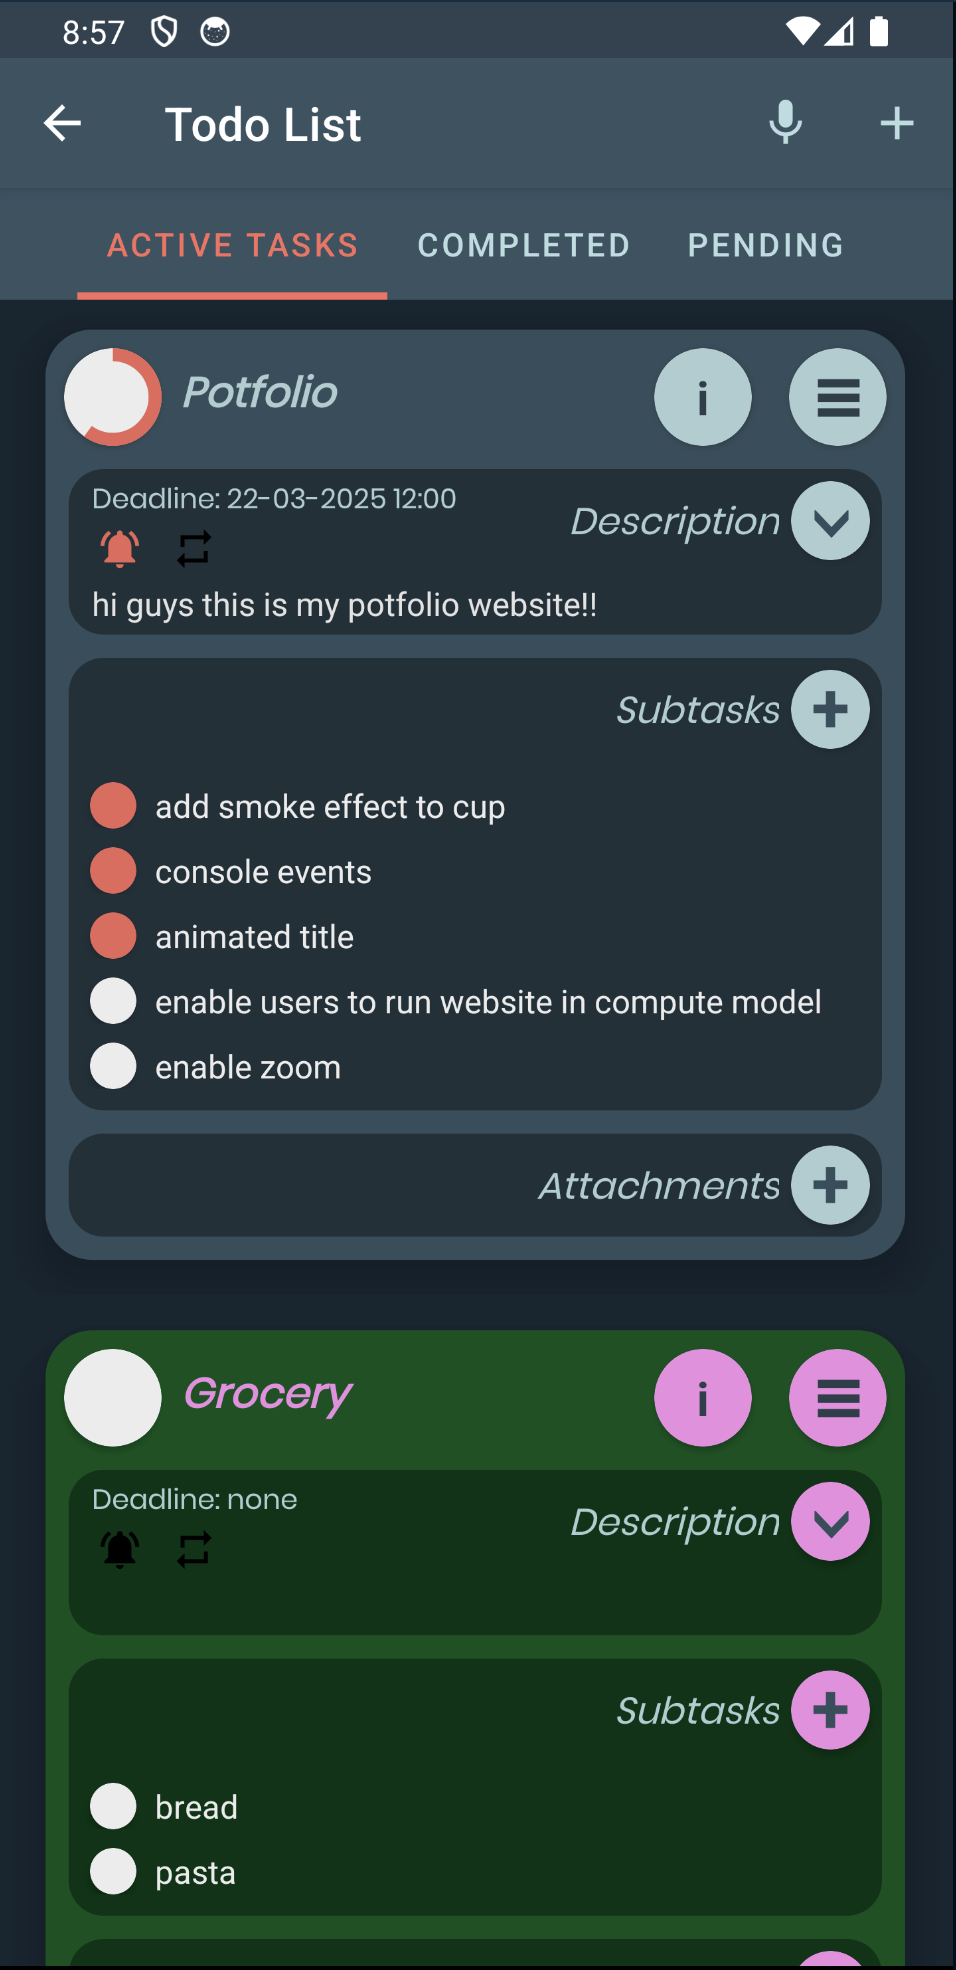 8:57
Todo List
ACTIVE TASKS COMPLETED PENDING
Potfolio i
Deadline: 22-03-2025 12:00
Description
hi guys this is my potfolio website!!
Subtasks
add smoke effect to cup
console events
animated title
enable users to run website in compute model
enable zoom
Attachments
Grocery i
Deadline: none
Description
Subtasks
bread
pasta